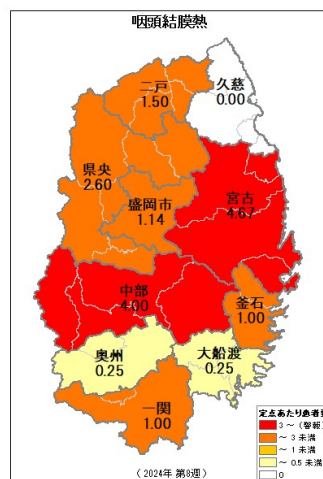 咽頭結膜熱
二戸
1.50
久慈
0.00
県央
2.60
盛岡市
1.14
宮古
4.67
中部
4.00
釜石
1.00
奥州
0.25
大船渡
0.25
一関
1.00
定点あたり患者数
3 ～ (警報)
～ 3 未満
～ 1 未満
～ 0.5 未満
0
(2024年 第8週)